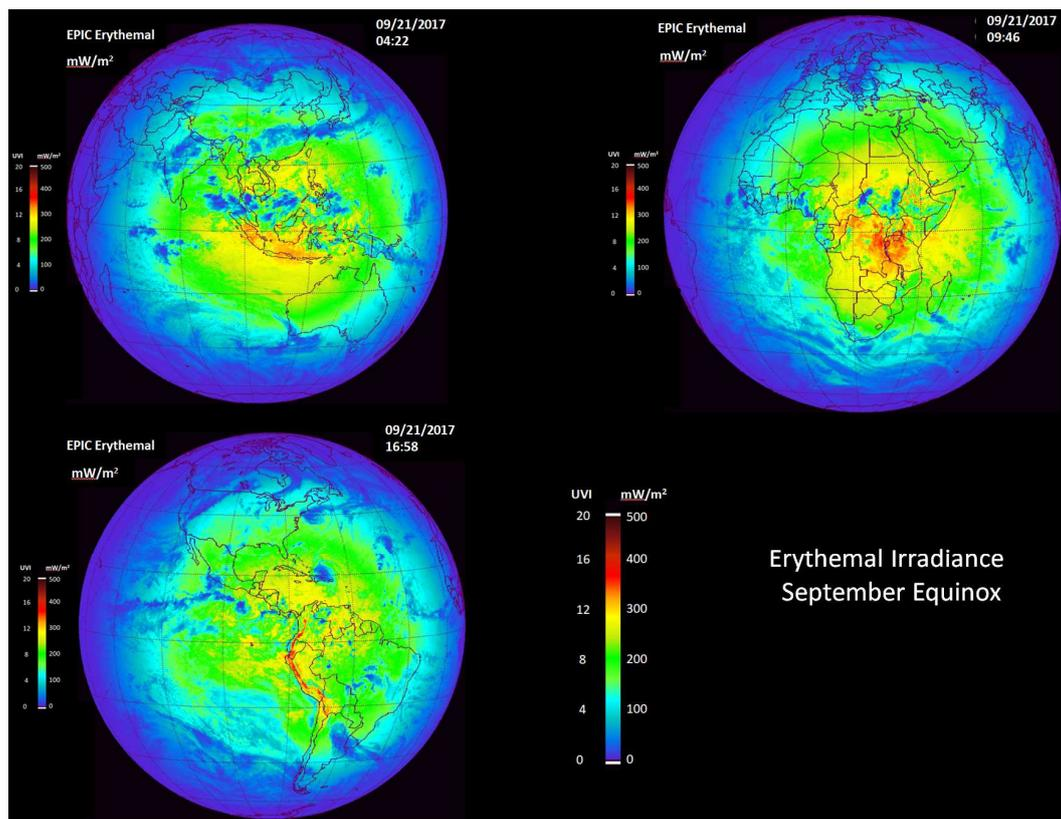 EPIC Erythemal
mW/m²
09/21/2017
04:22
UVI mW/m²
20 500
16 400
12 300
8 200
4 100
0 0
EPIC Erythemal
mW/m²
09/21/2017
09:46
UVI mW/m²
20 500
16 400
12 300
8 200
4 100
0 0
EPIC Erythemal
mW/m²
09/21/2017
16:58
UVI mW/m²
20 500
16 400
12 300
8 200
4 100
0 0
UVI mW/m²
20 500
16 400
12 300
8 200
4 100
0 0
Erythemal Irradiance
September Equinox